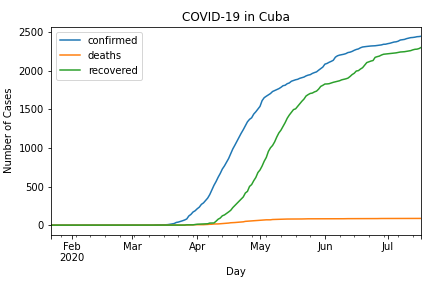 COVID-19 in Cuba
confirmed
deaths
recovered
Number of Cases
2500
2000
1500
1000
500
0
Feb Mar Apr May Jun Jul
2020
Day